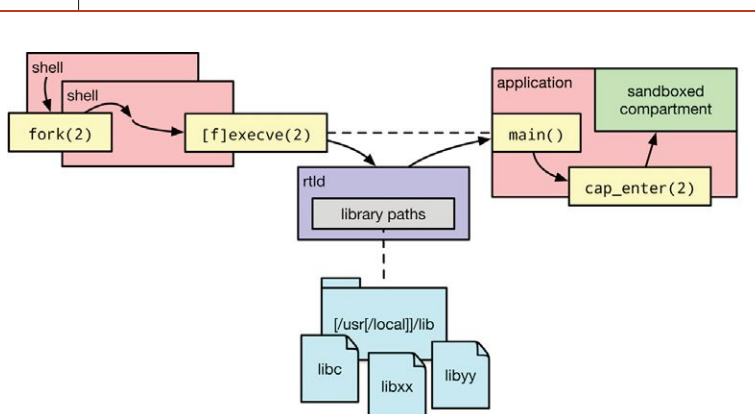 shell
shell
fork(2)
[f]execve(2)
application
sandboxed
compartment
main()
cap_enter(2)
rtld
library paths
[/usr[/local]]/lib
libc
libxx
libyy